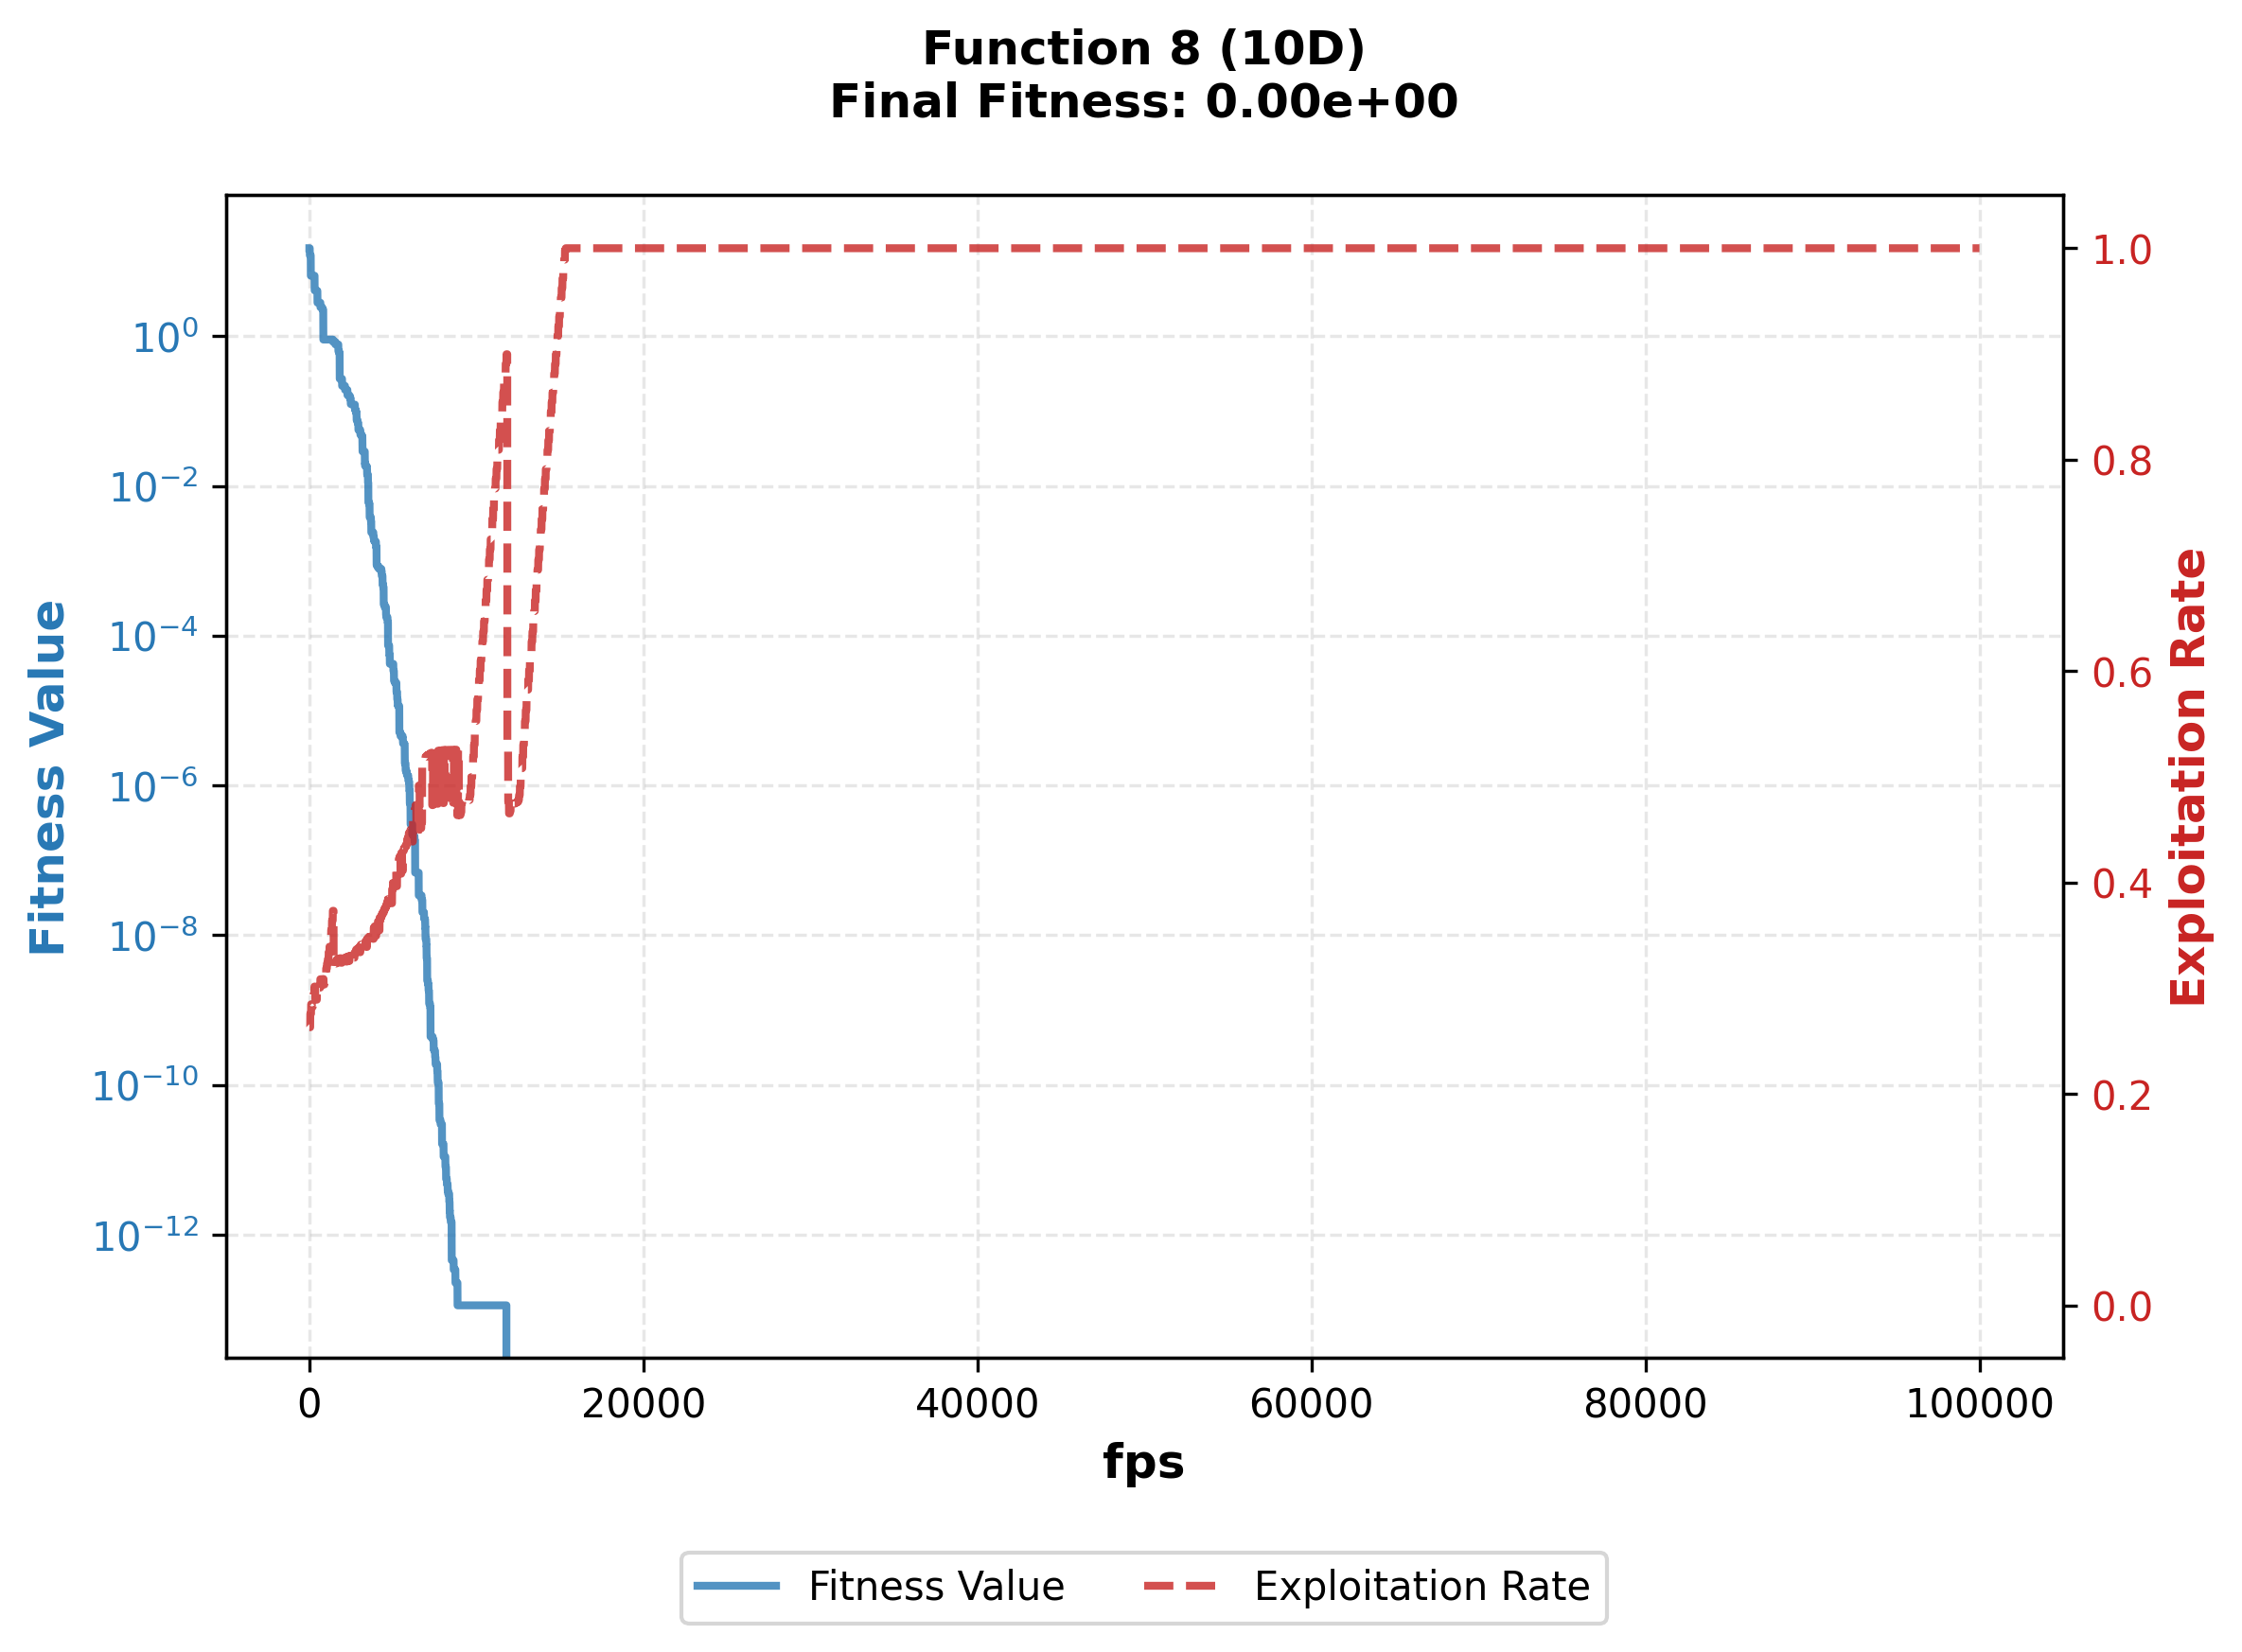 Function 8 (10D)
Final Fitness: 0.00e+00
Fitness Value
10⁰
10⁻²
10⁻⁴
10⁻⁶
10⁻⁸
10⁻¹⁰
10⁻¹²
1.0
0.8
0.6
0.4
0.2
0.0
Exploitation Rate
0 20000 40000 60000 80000 100000
fps
Fitness Value Exploitation Rate